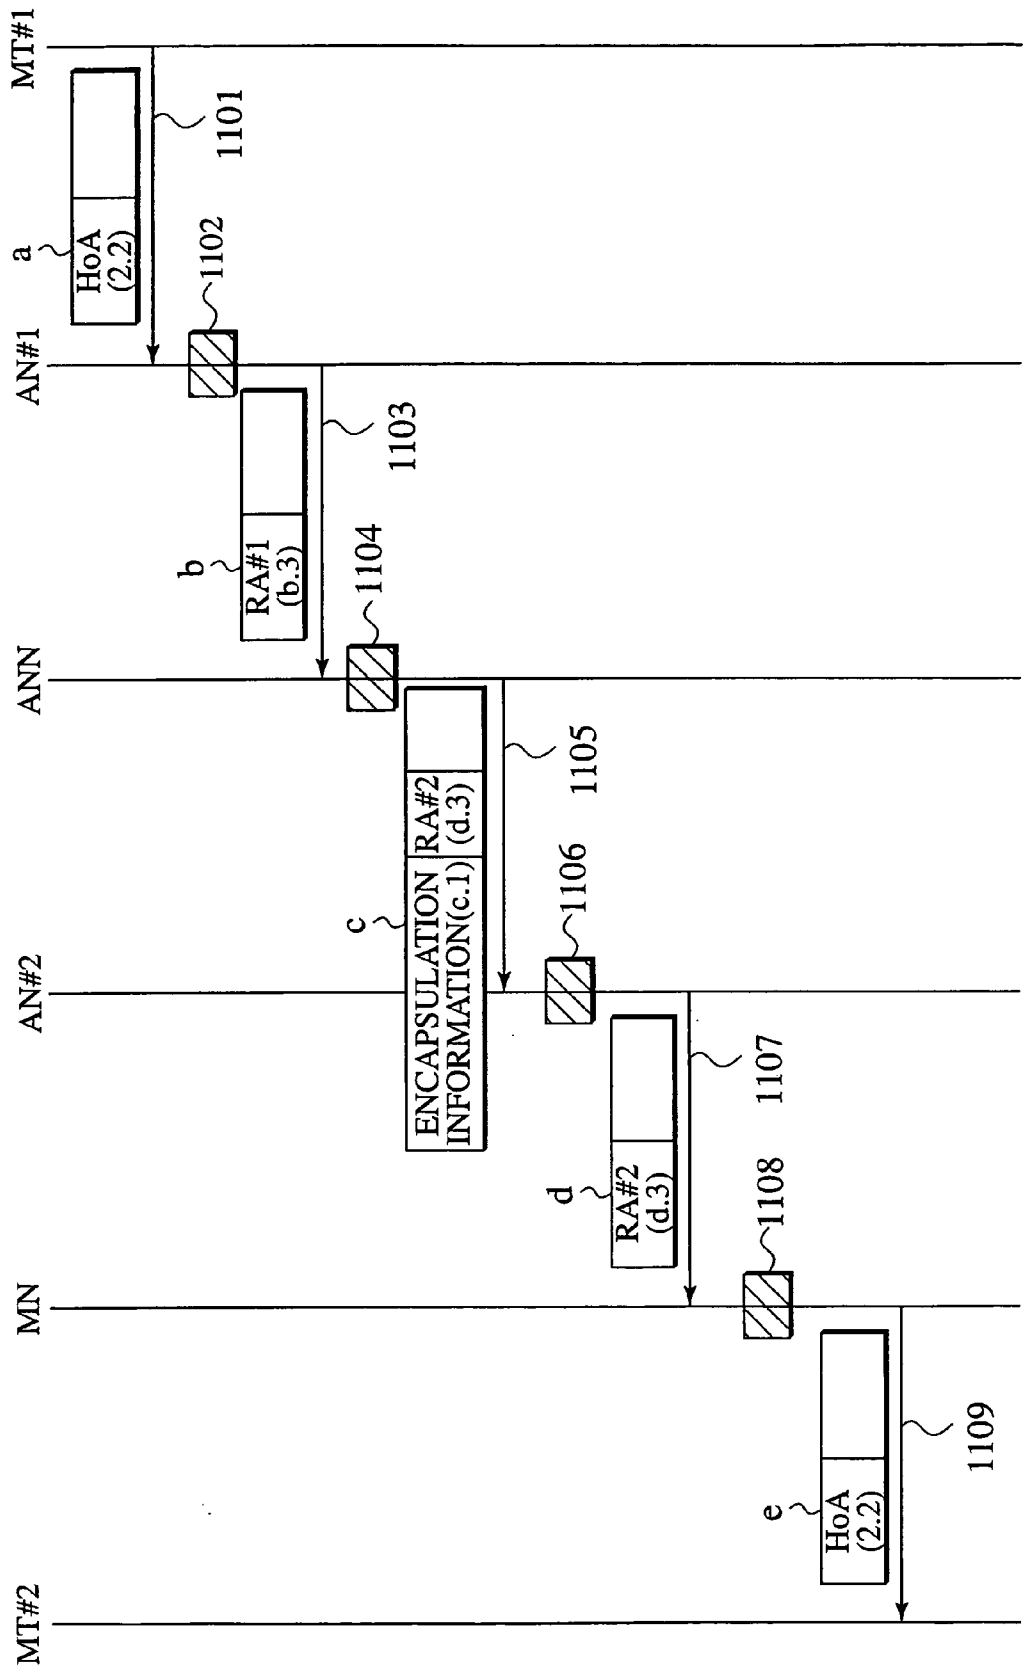 MT#2
MN
AN#2
ANN
AN#1
MT#1
a
HoA
(2.2)
1101
1102
b
RA#1
(b.3)
1103
1104
c
ENCAPSULATION
INFORMATION(c.1)
RA#2
(d.3)
1105
1106
d
RA#2
(d.3)
1107
1108
e
HoA
(2.2)
1109